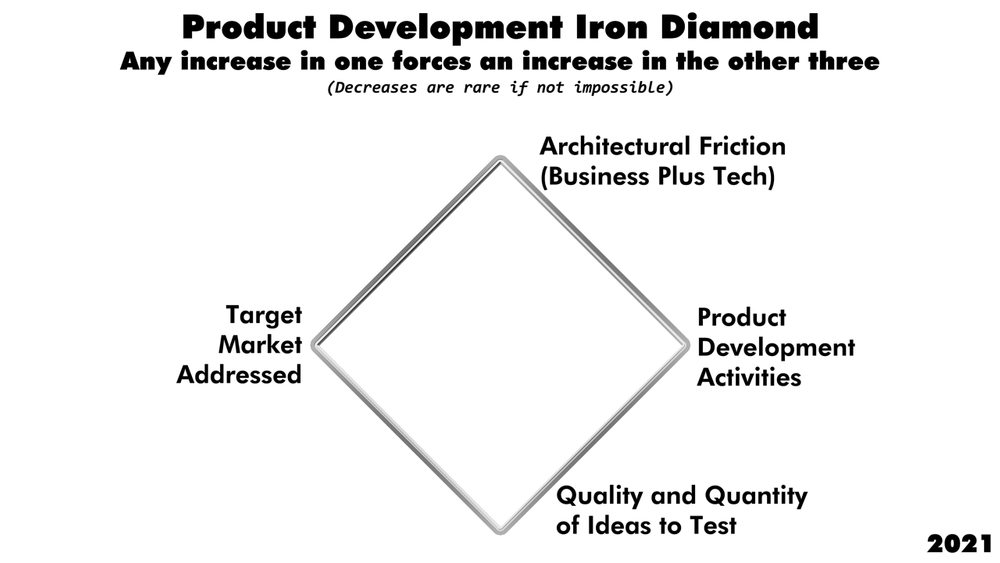 Product Development Iron Diamond
Any increase in one forces an increase in the other three
(Decreases are rare if not impossible)
Architectural Friction
(Business Plus Tech)
Target
Market
Addressed
Product
Development
Activities
Quality and Quantity
of Ideas to Test
2021